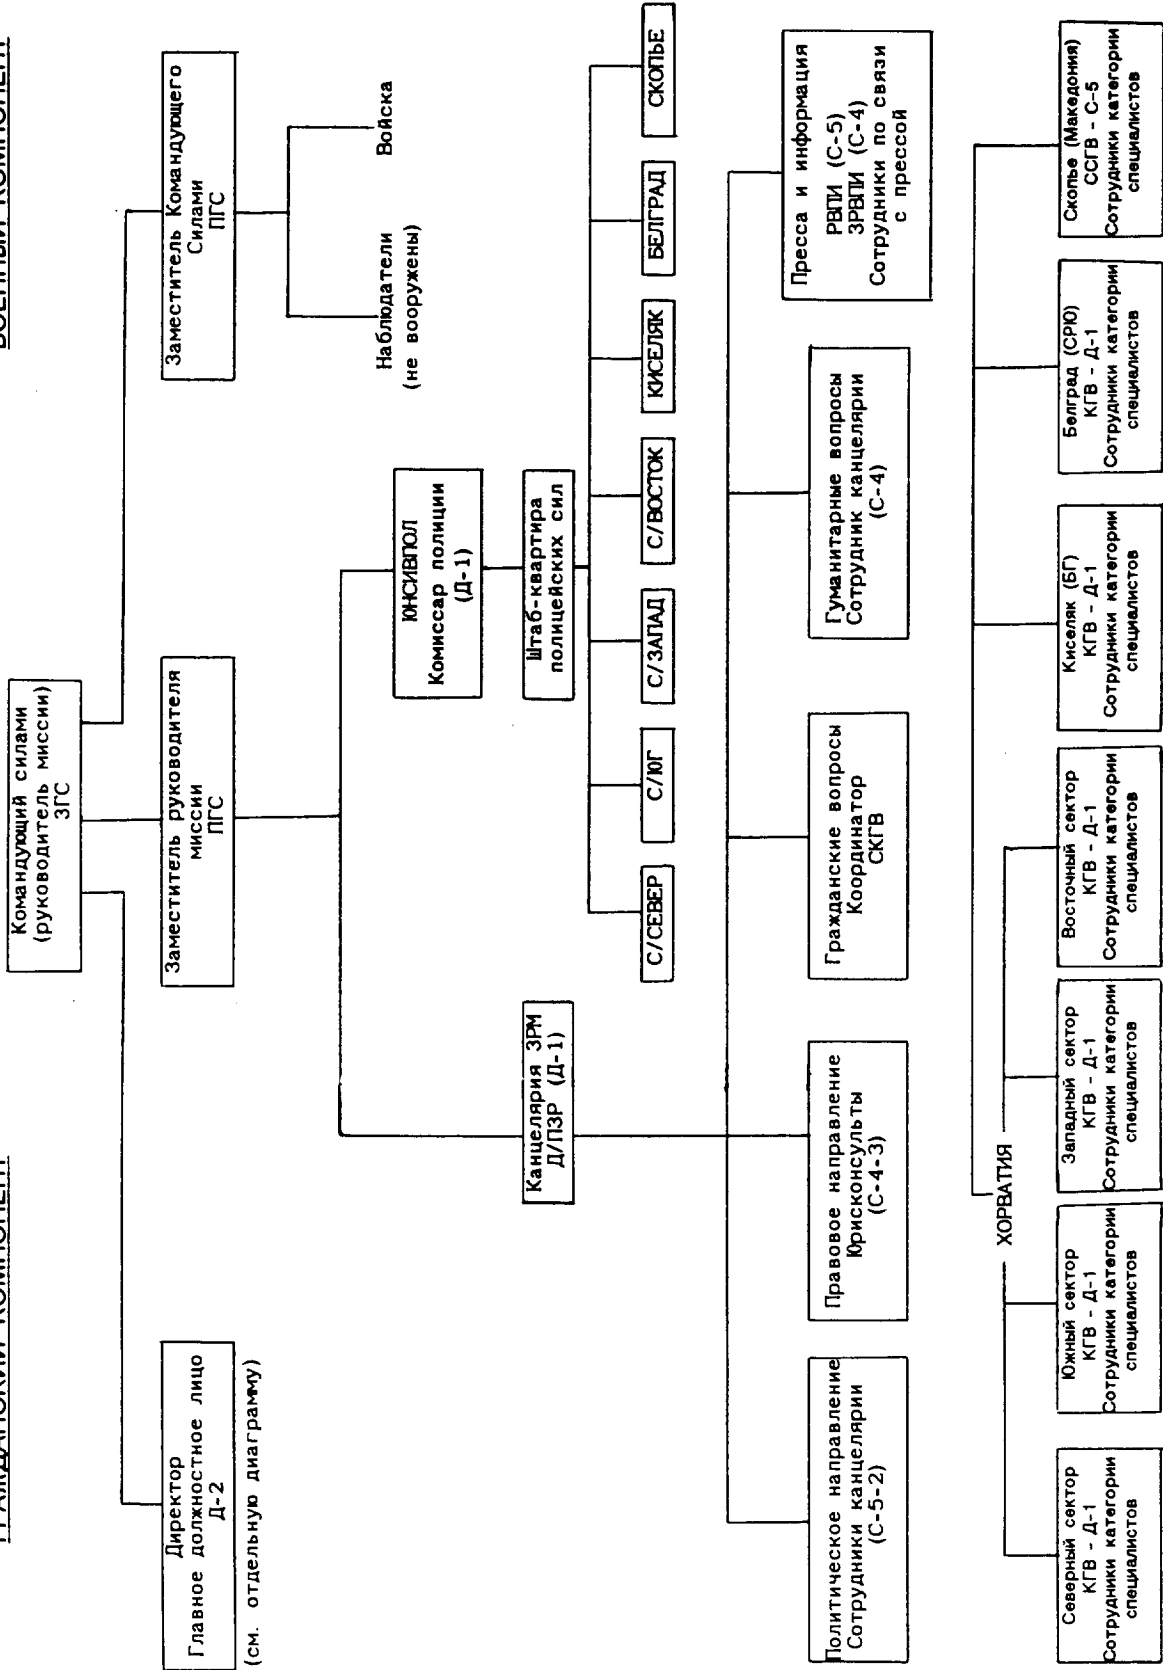 ГРАЖДАНСКИЙ КОМПОНЕНТ
ВОЕННЫЙ КОМПОНЕНТ
Командующий силами
(руководитель миссии)
ЗГС
Директор
Главное должностное лицо
Д-2
(см. отдельную диаграмму)
Заместитель руководителя
миссии
ПГС
Заместитель Командующего
Силами
ПГС
Наблюдатели
(не вооружены)
Войска
Канцелярия ЗРМ
Д/ПЗР (Д-1)
ЮНСИВПОЛ
Комиссар полиции
(Д-1)
Штаб-квартира
полицейских сил
С/СЕВЕР
С/ЮГ
С/ЗАПАД
С/ВОСТОК
КИСЕЛЯК
БЕЛГРАД
СКОПЬЕ
Политическое направление
Сотрудники канцелярии
(С-5-2)
Правовое направление
Юрисконсульты
(С-4-3)
Гражданские вопросы
Координатор
СКГВ
Гуманитарные вопросы
Сотрудник канцелярии
(С-4)
Пресса и информация
РВПИ (С-5)
ЗРВПИ (С-4)
Сотрудники по связи
с прессой
ХОРВАТИЯ
Северный сектор
КГВ - Д-1
Сотрудники категории
специалистов
Южный сектор
КГВ - Д-1
Сотрудники категории
специалистов
Западный сектор
КГВ - Д-1
Сотрудники категории
специалистов
Восточный сектор
КГВ - Д-1
Сотрудники категории
специалистов
Киселяк (БГ)
КГВ - Д-1
Сотрудники категории
специалистов
Белград (СРЮ)
КГВ - Д-1
Сотрудники категории
специалистов
Скопье (Македония)
ССГВ - С-5
Сотрудники категории
специалистов